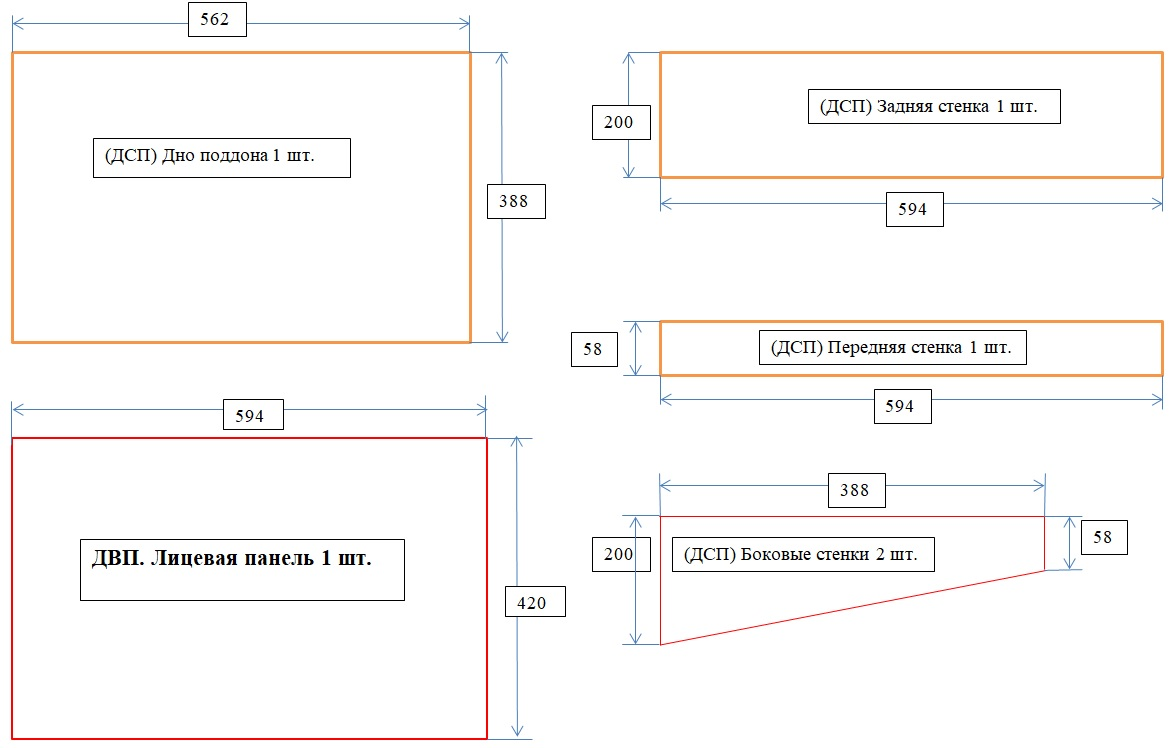 562
(ДСП) Дно поддона 1 шт.
388
200
(ДСП) Задняя стенка 1 шт.
594
58
(ДСП) Передняя стенка 1 шт.
594
594
ДВП. Лицевая панель 1 шт.
420
388
200
(ДСП) Боковые стенки 2 шт.
58